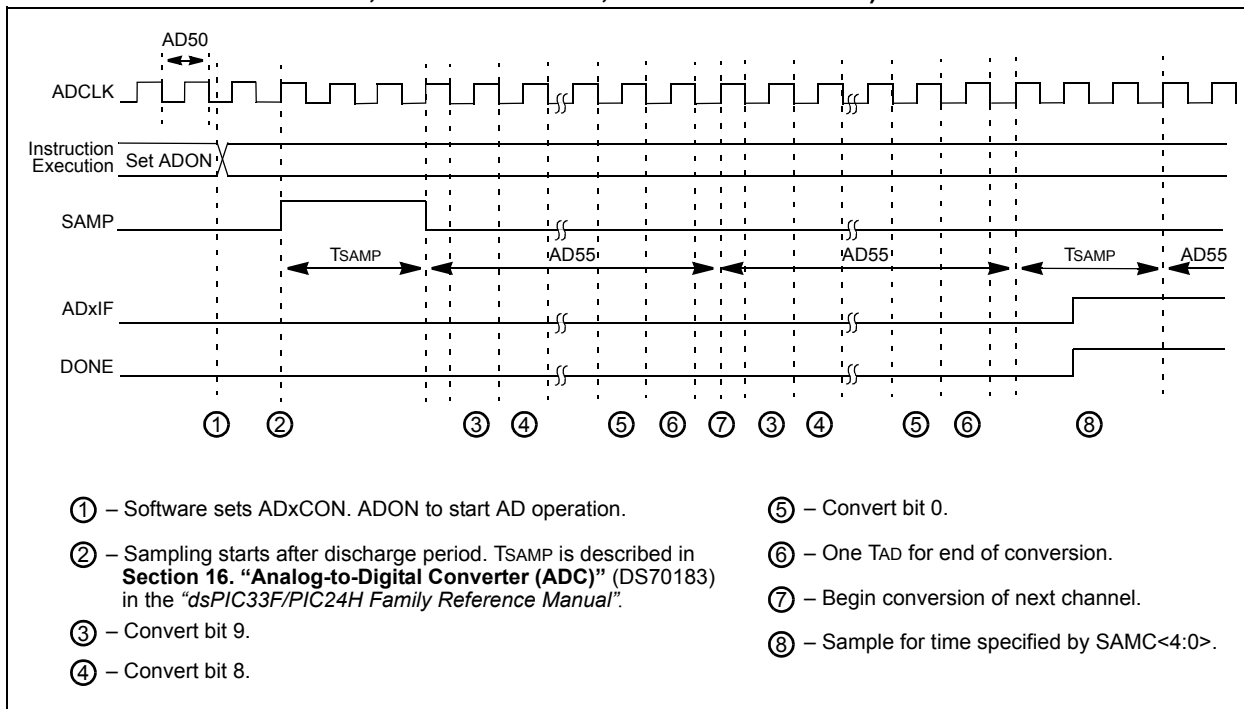 AD50
ADCLK
Instruction
Execution
Set ADON
SAMP
TSAMP
AD55
AD55
TSAMP
AD55
ADxIF
DONE
1
2
3
4
5
6
7
3
4
5
6
8
1 – Software sets ADxCON. ADON to start AD operation.
2 – Sampling starts after discharge period. TSAMP is described in
Section 16. “Analog-to-Digital Converter (ADC)” (DS70183)
in the “dsPIC33F/PIC24H Family Reference Manual”.
3 – Convert bit 9.
4 – Convert bit 8.
5 – Convert bit 0.
6 – One TAD for end of conversion.
7 – Begin conversion of next channel.
8 – Sample for time specified by SAMC<4:0>.